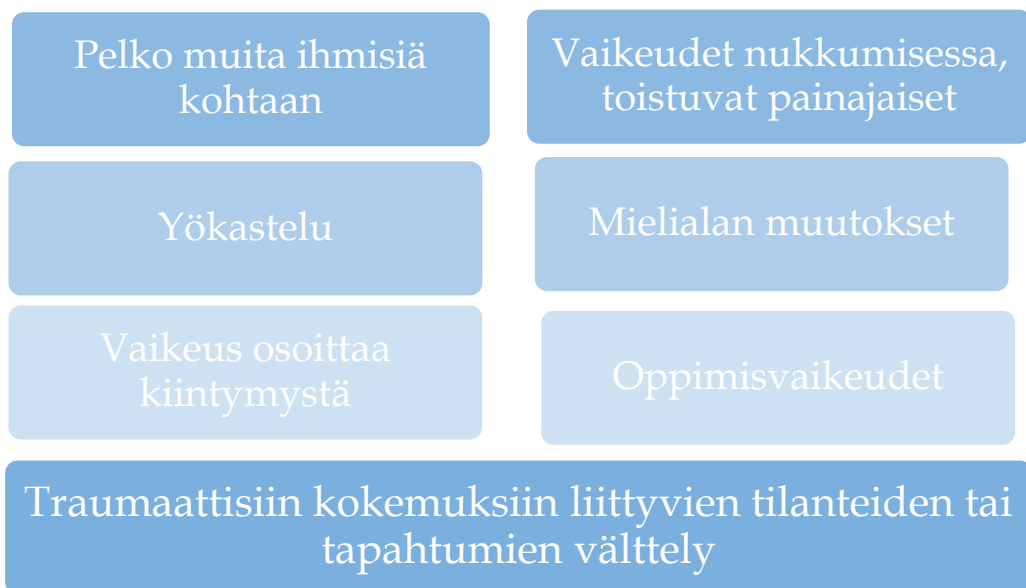 Pelko muita ihmisiä
kohtaan
Vaikeudet nukkumisessa,
toistuvat painajaiset
Yökastelu
Mielialan muutokset
Vaikeus osoittaa
kiintymystä
Oppimisvaikeudet
Traumaattisiin kokemuksiin liittyvien tilanteiden tai
tapahtumien välttely